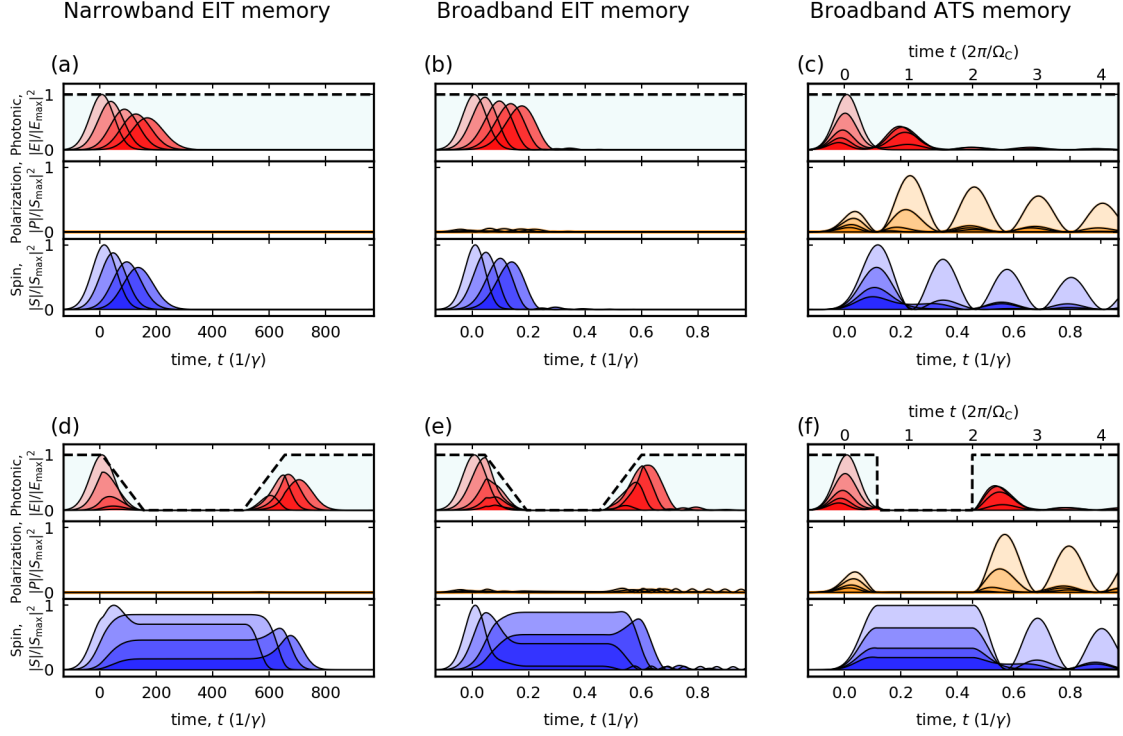 Narrowband EIT memory
Broadband EIT memory
Broadband ATS memory
(a)
(b)
(c)
time t (2π/Ω_C)
0 1 2 3 4
Photonic, |E|/|E_max|²
1
0
Polarization, |P|/|S_max|²
1
0
Spin, |S|/|S_max|²
1
0
0 200 400 600 800
time, t (1/γ)
0.0 0.2 0.4 0.6 0.8
time, t (1/γ)
0.0 0.2 0.4 0.6 0.8
time, t (1/γ)
(d)
(e)
(f)
time t (2π/Ω_C)
0 1 2 3 4
Photonic, |E|/|E_max|²
1
0
Polarization, |P|/|S_max|²
1
0
Spin, |S|/|S_max|²
1
0
0 200 400 600 800
time, t (1/γ)
0.0 0.2 0.4 0.6 0.8
time, t (1/γ)
0.0 0.2 0.4 0.6 0.8
time, t (1/γ)